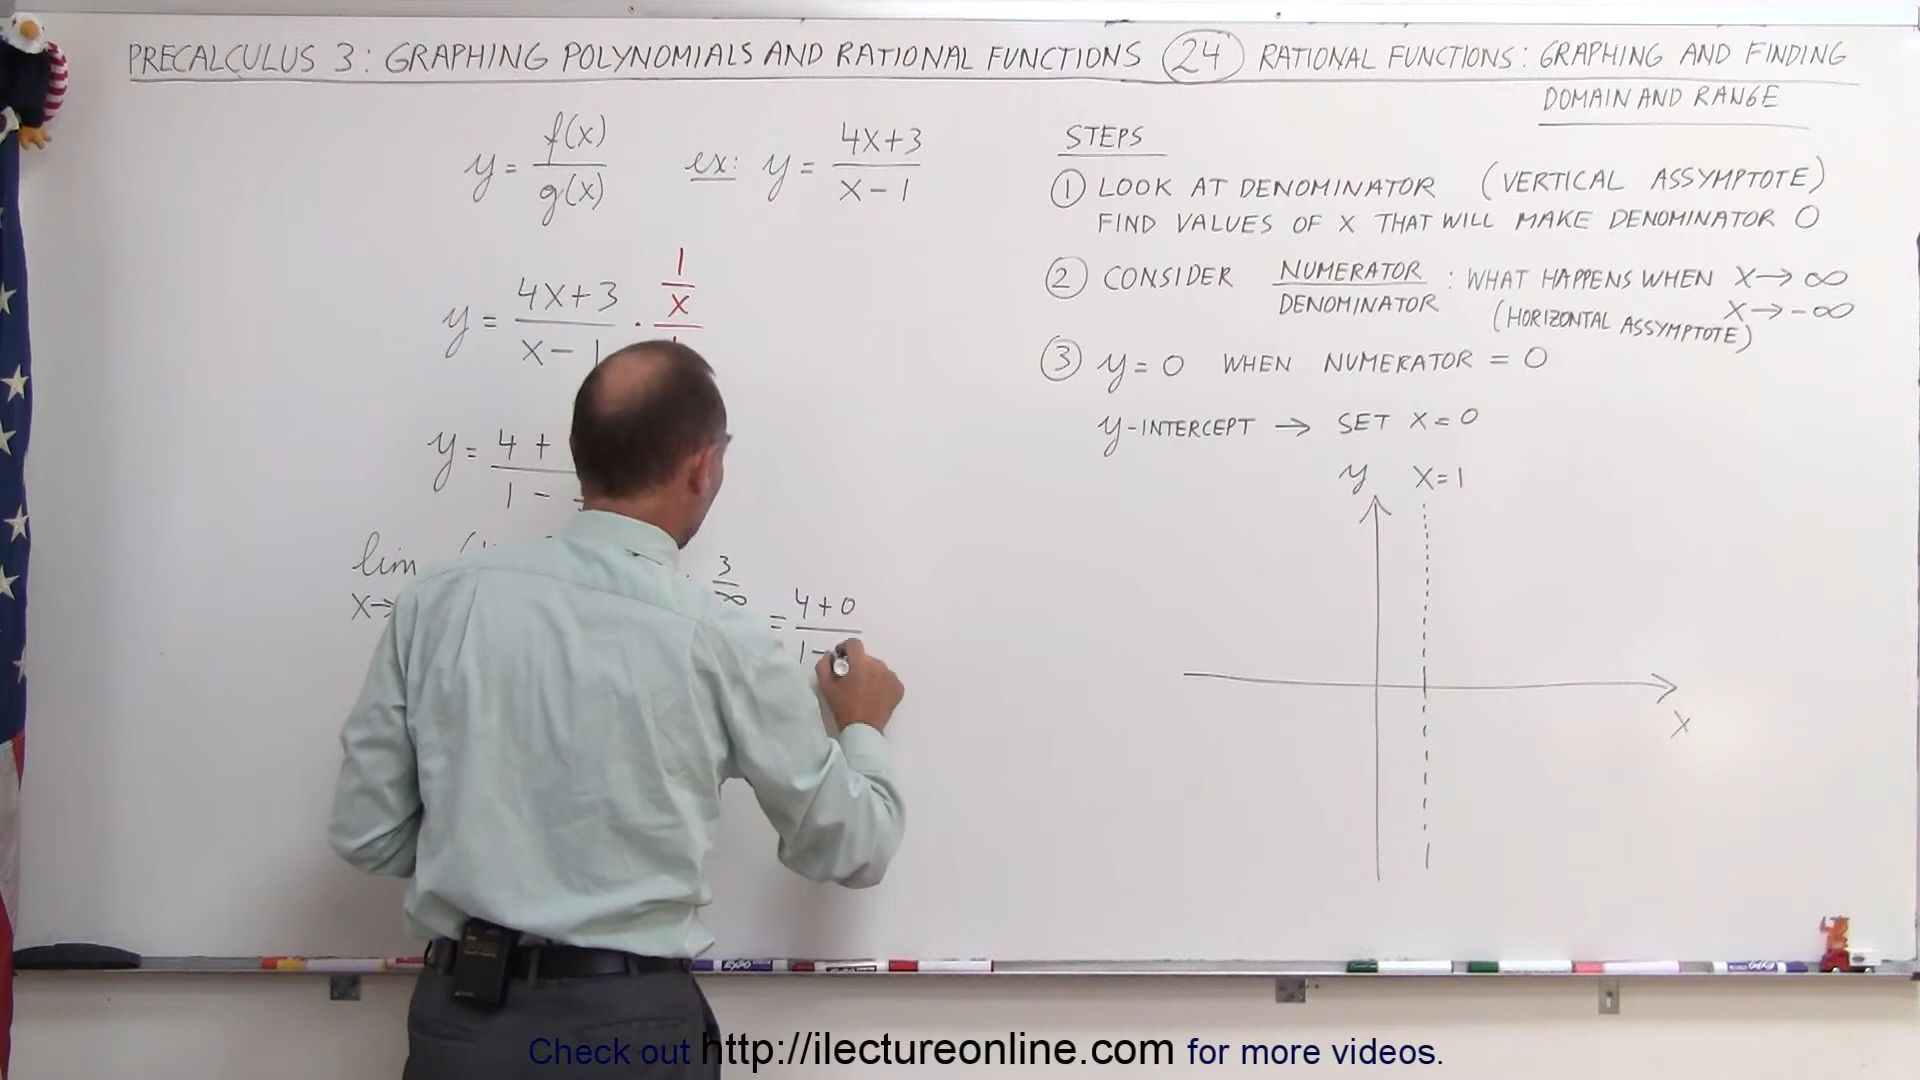 PRECALCULUS 3: GRAPHING POLYNOMIALS AND RATIONAL FUNCTIONS 24 RATIONAL FUNCTIONS: GRAPHING AND FINDING
DOMAIN AND RANGE
y = f(x)/g(x) ex: y = 4x+3/x-1
y = 4x+3/x-1 · 1/x
y = 4 +
1 -
lim
x→
3/∞
= 4+0
1-
STEPS
① LOOK AT DENOMINATOR (VERTICAL ASSYMPTOTE)
FIND VALUES OF X THAT WILL MAKE DENOMINATOR 0
② CONSIDER NUMERATOR/DENOMINATOR : WHAT HAPPENS WHEN X→∞
X→-∞
(HORIZONTAL ASSYMPTOTE)
③ y=0 WHEN NUMERATOR = 0
y-INTERCEPT → SET X=0
y X=1
X
EXPO
Check out http://ilectureonline.com for more videos.